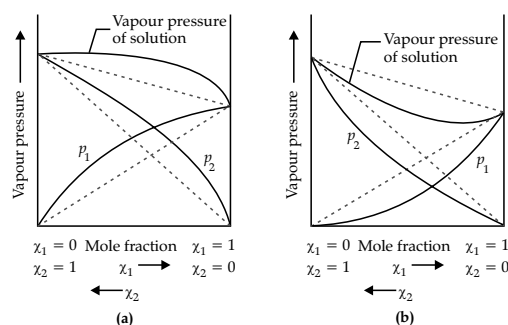 Vapour pressure
of solution
Vapour pressure
p₁
p₂
χ₁ = 0 Mole fraction χ₁ = 1
χ₂ = 1 χ₁ → χ₂ = 0
← χ₂
(a)
Vapour pressure
of solution
Vapour pressure
p₂
p₁
χ₁ = 0 Mole fraction χ₁ = 1
χ₂ = 1 χ₁ → χ₂ = 0
← χ₂
(b)